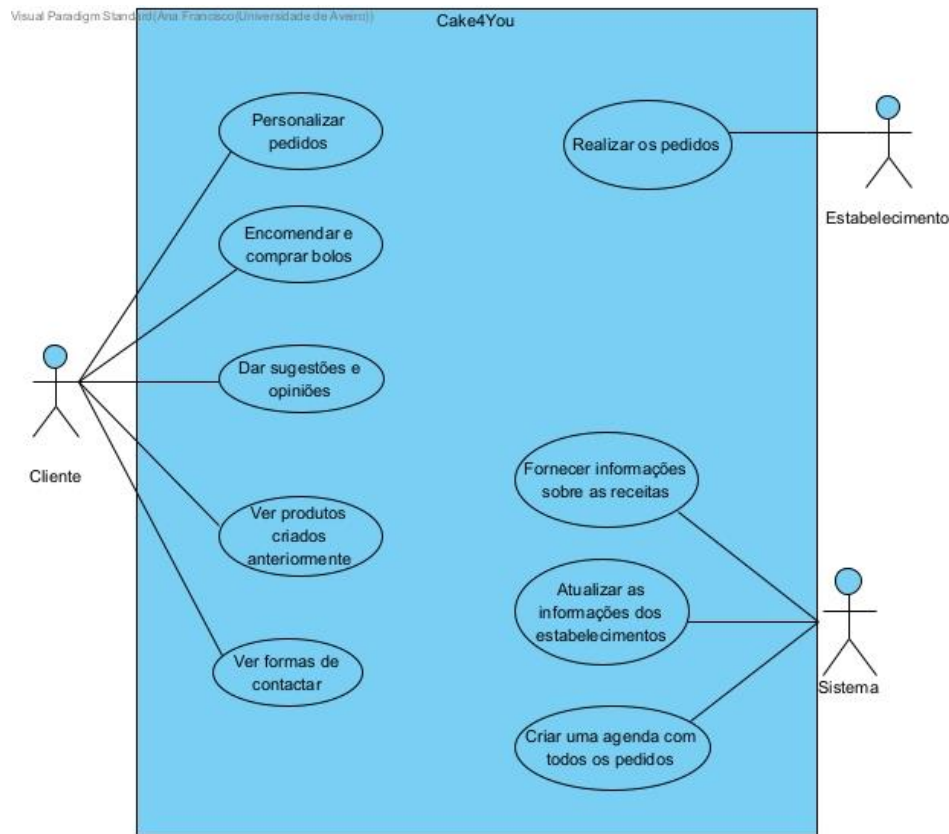 Visual Paradigm Standard(Ana Francisco(Universidade de Aveiro))
Cake4You
Personalizar
pedidos
Realizar os pedidos
Estabelecimento
Encomendar e
comprar bolos
Dar sugestões e
opiniões
Cliente
Fornecer informações
sobre as receitas
Ver produtos
criados
anteriormente
Atualizar as
informações dos
estabelecimentos
Sistema
Ver formas de
contactar
Criar uma agenda com
todos os pedidos